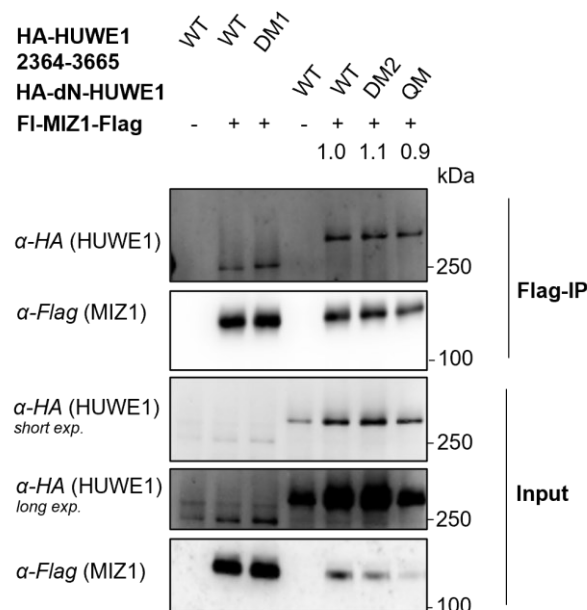 HA-HUWE1 WT WT DM1
2364-3665
HA-dN-HUWE1 WT WT DM2 QM
Fl-MIZ1-Flag - + + - + + +
1.0 1.1 0.9
kDa
α-HA (HUWE1)
-250
α-Flag (MIZ1)
-100
Flag-IP
α-HA (HUWE1)
short exp.
-250
α-HA (HUWE1)
long exp.
-250
α-Flag (MIZ1)
-100
Input